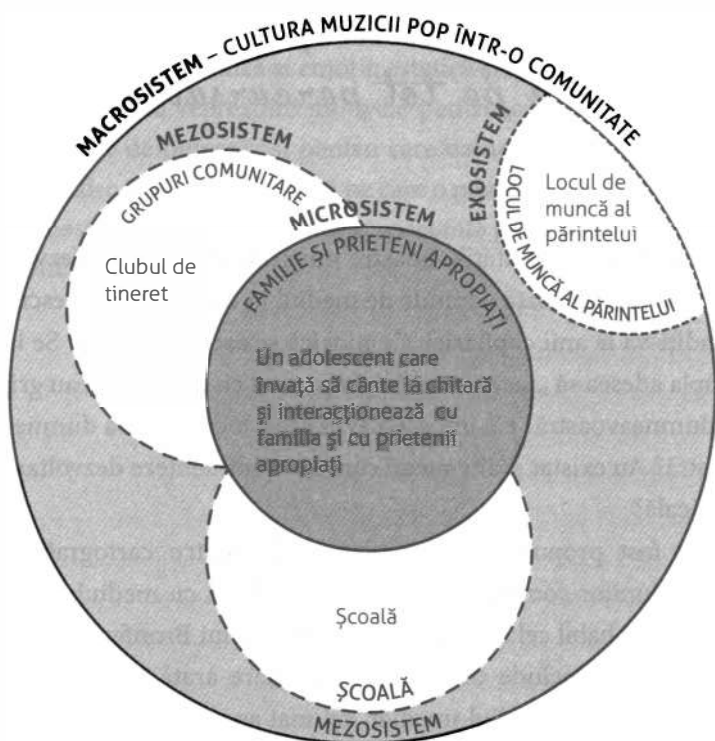 MACROSISTEM – CULTURA MUZICII POP ÎNTR-O COMUNITATE
MEZOSISTEM
GRUPURI COMUNITARE
Clubul de
tineret
EXOSISTEM
LOCUL DE MUNCĂ AL PĂRINTELUI
Locul de
muncă al
părintelui
MICROSISTEM
FAMILIE ȘI PRIETENI APROPIAȚI
Un adolescent care
învață să cânte la chitară
și interacționează cu
familia și cu prietenii
apropiați
Școală
ȘCOALĂ
MEZOSISTEM